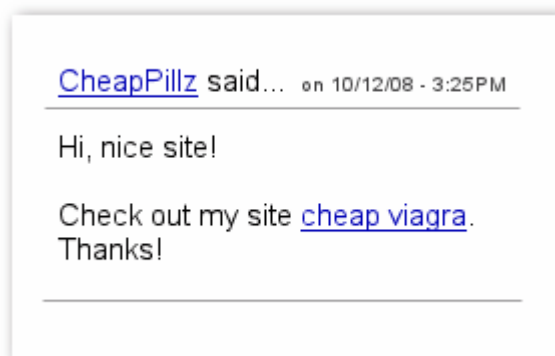 CheapPillz said... on 10/12/08 - 3:25PM
Hi, nice site!
Check out my site cheap viagra.
Thanks!